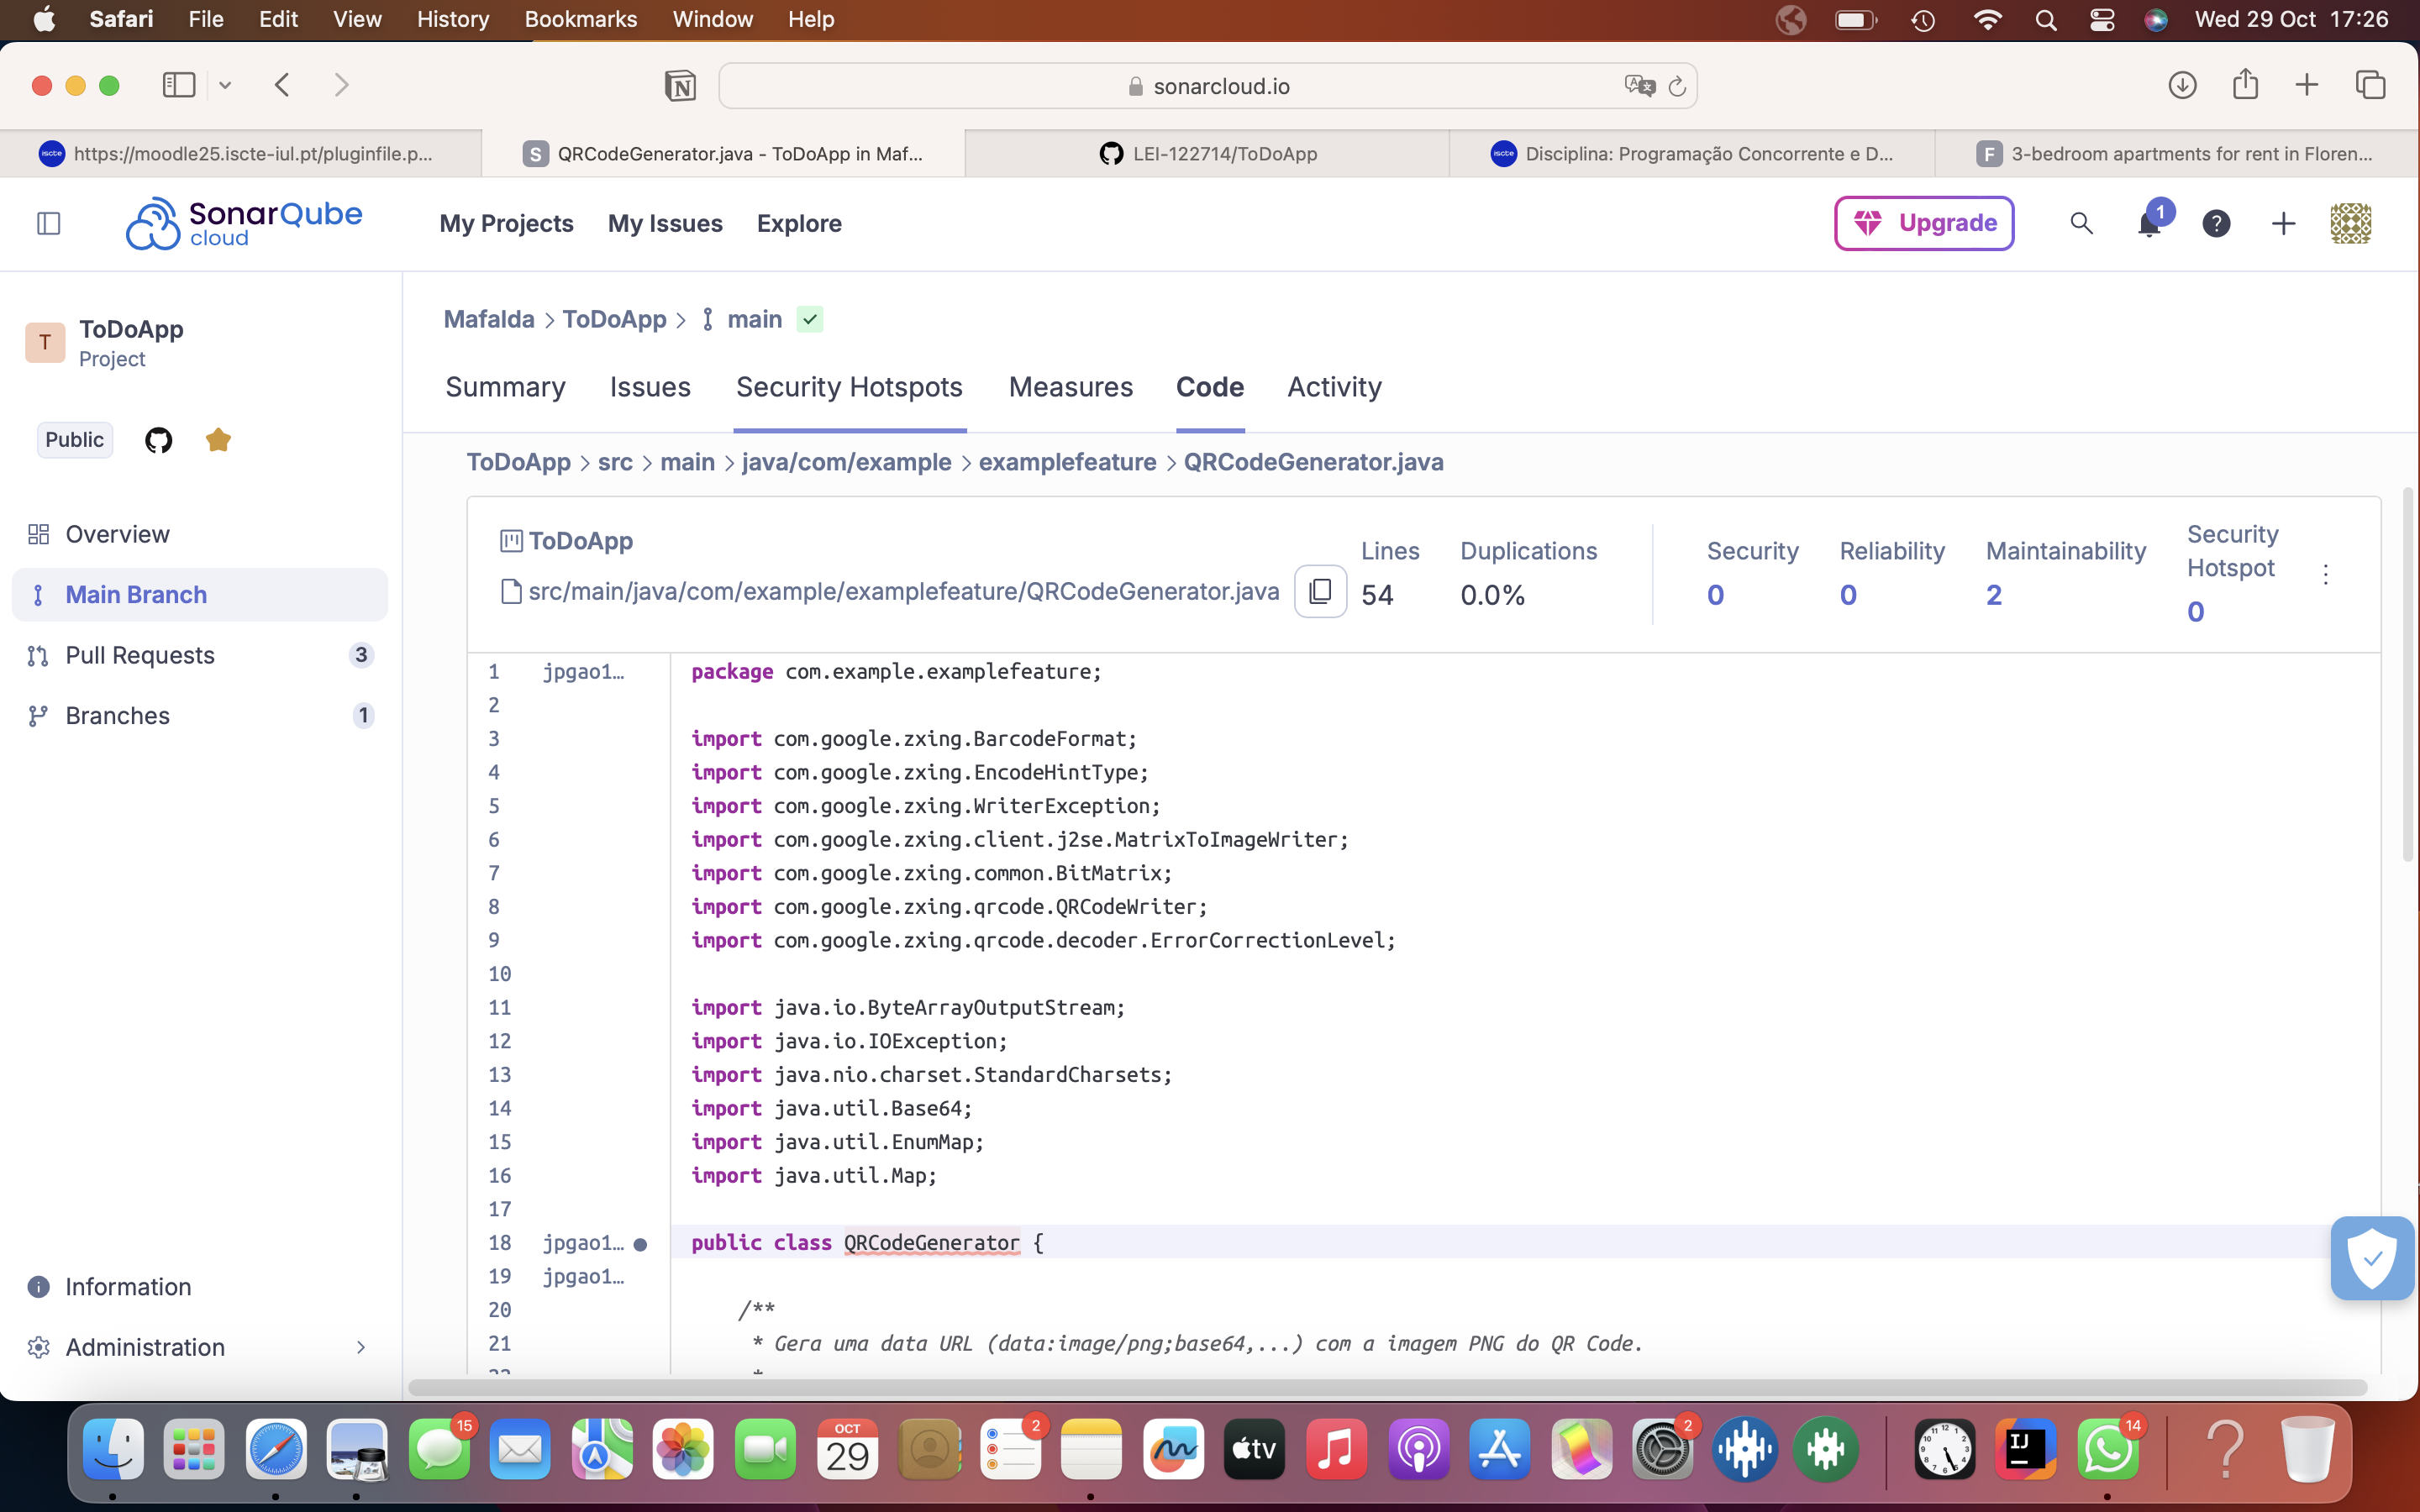 Safari File Edit View History Bookmarks Window Help Wed 29 Oct 17:26
sonarcloud.io
https://moodle25.iscte-iul.pt/pluginfile.p...
S QRCodeGenerator.java - ToDoApp in Maf...
LEI-122714/ToDoApp
Disciplina: Programação Concorrente e D...
F 3-bedroom apartments for rent in Floren...
SonarQube
cloud
My Projects My Issues Explore
Upgrade
1
T
ToDoApp
Project
Public
Overview
Main Branch
Pull Requests 3
Branches 1
Information
Administration
Mafalda > ToDoApp > main
Summary Issues Security Hotspots Measures Code Activity
ToDoApp > src > main > java/com/example > examplefeature > QRCodeGenerator.java
ToDoApp
src/main/java/com/example/examplefeature/QRCodeGenerator.java
Lines
54
Duplications
0.0%
Security
0
Reliability
0
Maintainability
2
Security
Hotspot
0
1 jpgao1... package com.example.examplefeature;
2
3 import com.google.zxing.BarcodeFormat;
4 import com.google.zxing.EncodeHintType;
5 import com.google.zxing.WriterException;
6 import com.google.zxing.client.j2se.MatrixToImageWriter;
7 import com.google.zxing.common.BitMatrix;
8 import com.google.zxing.qrcode.QRCodeWriter;
9 import com.google.zxing.qrcode.decoder.ErrorCorrectionLevel;
10
11 import java.io.ByteArrayOutputStream;
12 import java.io.IOException;
13 import java.nio.charset.StandardCharsets;
14 import java.util.Base64;
15 import java.util.EnumMap;
16 import java.util.Map;
17
18 jpgao1... public class QRCodeGenerator {
19 jpgao1...
20 /**
21 * Gera uma data URL (data:image/png;base64,...) com a imagem PNG do QR Code.
15
OCT
29
2
tv
2
IJ
14